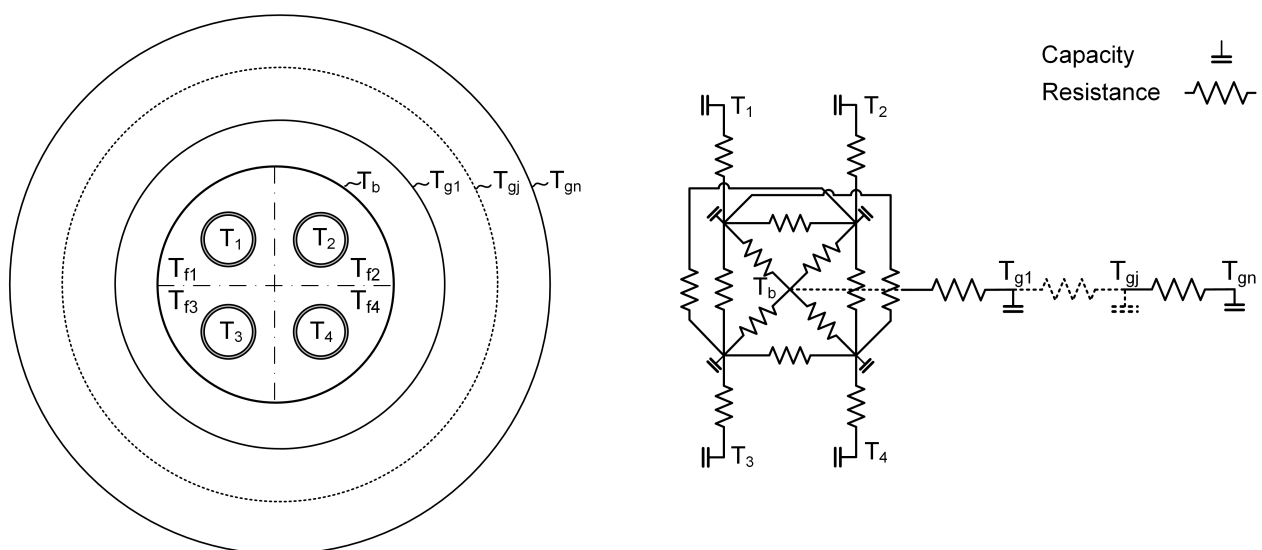 T1 T2
Tf1 Tf2
Tf3 Tf4
T3 T4
Tb
Tg1
Tgj
Tgn
Capacity
Resistance
T1 T2
Tb
Tg1 Tgj Tgn
T3 T4